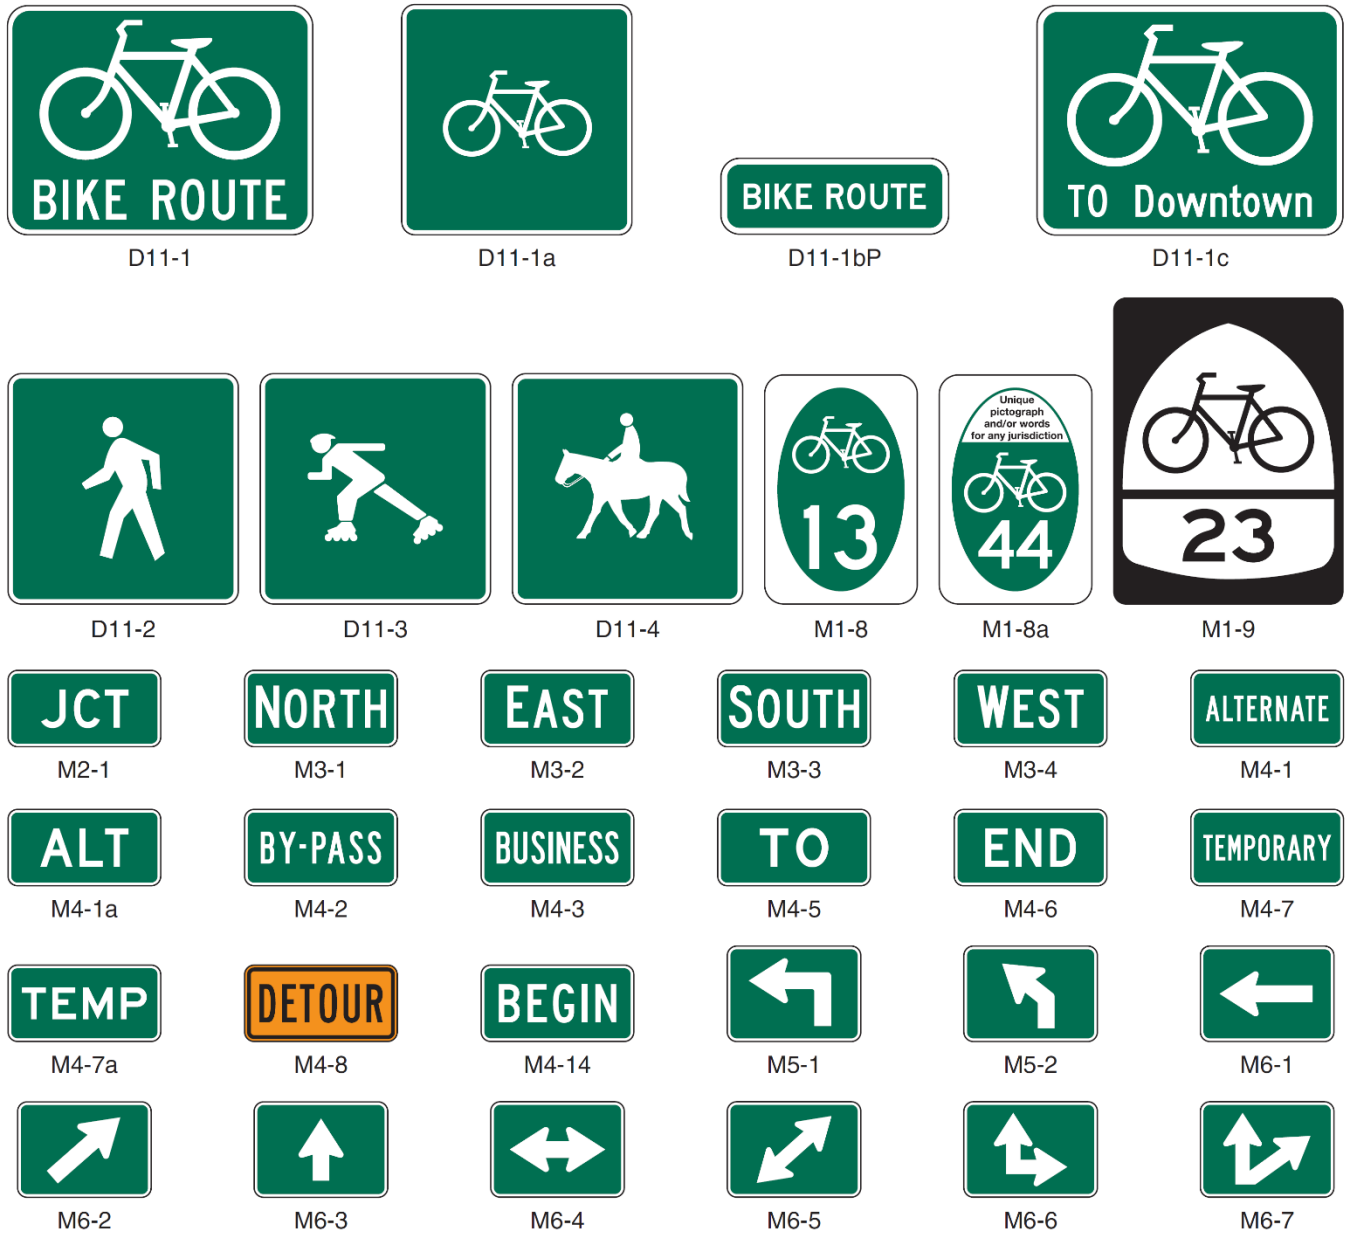 BIKE ROUTE
BIKE ROUTE
TO Downtown
D11-1
D11-1a
D11-1bP
D11-1c
Unique
pictograph
and/or words
for any jurisdiction
13
44
23
D11-2
D11-3
D11-4
M1-8
M1-8a
M1-9
JCT
NORTH
EAST
SOUTH
WEST
ALTERNATE
M2-1
M3-1
M3-2
M3-3
M3-4
M4-1
ALT
BY-PASS
BUSINESS
TO
END
TEMPORARY
M4-1a
M4-2
M4-3
M4-5
M4-6
M4-7
TEMP
DETOUR
BEGIN
M4-7a
M4-8
M4-14
M5-1
M5-2
M6-1
M6-2
M6-3
M6-4
M6-5
M6-6
M6-7